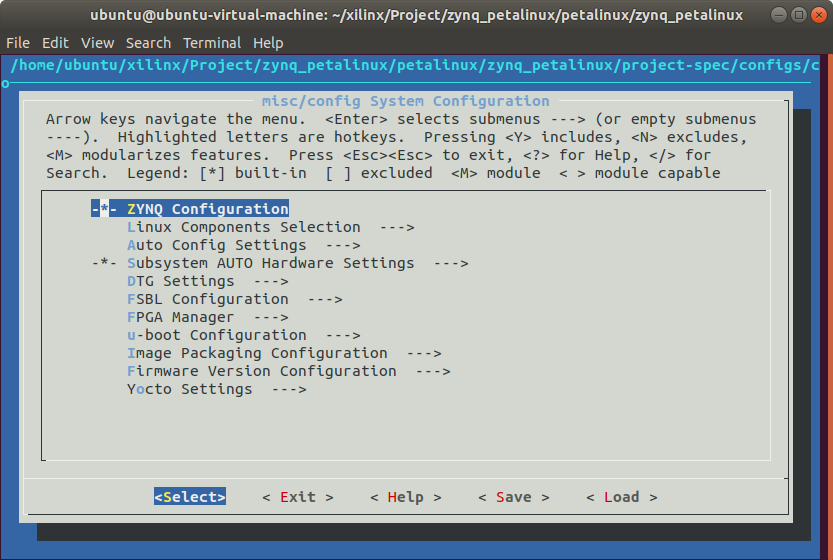 ubuntu@ubuntu-virtual-machine: ~/xilinx/Project/zynq_petalinux/petalinux/zynq_petalinux
File Edit View Search Terminal Help
/home/ubuntu/xilinx/Project/zynq_petalinux/petalinux/zynq_petalinux/project-spec/configs/c
o
misc/config System Configuration
Arrow keys navigate the menu.  <Enter> selects submenus ---> (or empty submenus
----).  Highlighted letters are hotkeys.  Pressing <Y> includes, <N> excludes,
<M> modularizes features.  Press <Esc><Esc> to exit, <?> for Help, </> for
Search.  Legend: [*] built-in  [ ] excluded  <M> module  < > module capable
-*- ZYNQ Configuration
Linux Components Selection  --->
Auto Config Settings  --->
-*- Subsystem AUTO Hardware Settings  --->
DTG Settings  --->
FSBL Configuration  --->
FPGA Manager  --->
u-boot Configuration  --->
Image Packaging Configuration  --->
Firmware Version Configuration  --->
Yocto Settings  --->
<Select>    < Exit >    < Help >    < Save >    < Load >